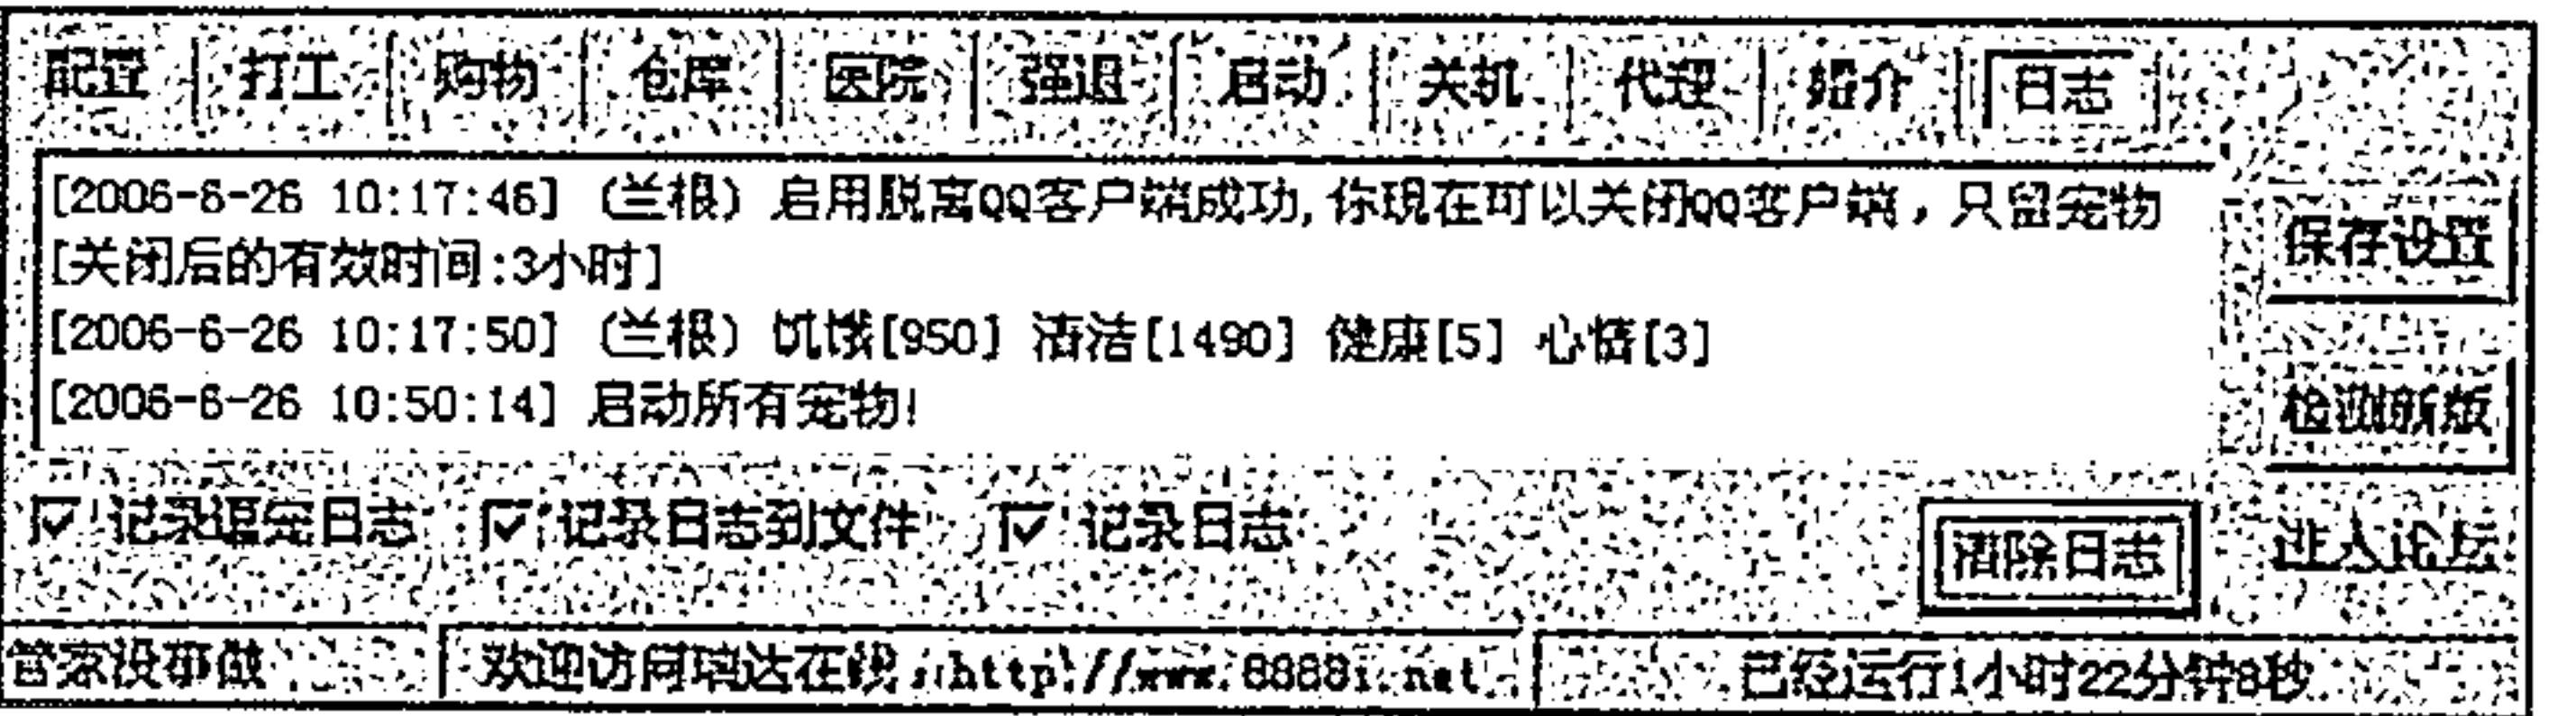 配置 打工 购物 仓库 医院 强退 启动 关机 代理 绍介 日志
[2006-6-26 10:17:46] (兰根) 启用脱离QQ客户端成功,你现在可以关闭QQ客户端，只留宠物
[关闭后的有效时间:3小时]
[2006-6-26 10:17:50] (兰根) 饥饿[950] 清洁[1490] 健康[5] 心情[3]
[2006-6-26 10:50:14] 启动所有宠物!
保存设置
检测新版
记录喂宠日志 记录日志到文件 记录日志
清除日志
进入论坛
管家没事做 欢迎访问瑞达在线,http://www.8888i.net 已经运行1小时22分钟8秒